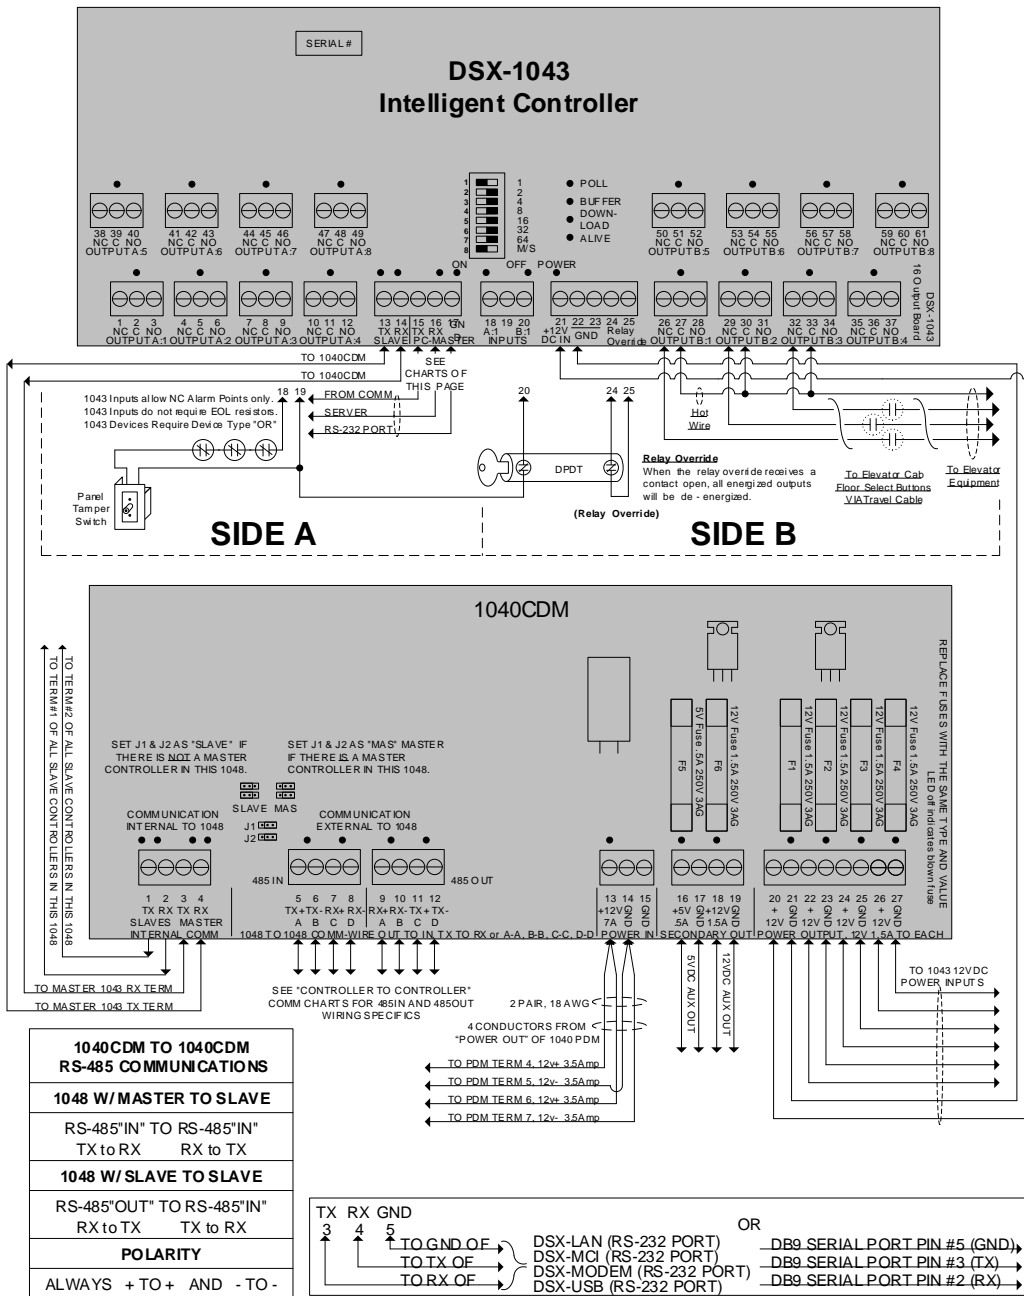 SERIAL #
DSX-1043
Intelligent Controller
1 1
2 2
3 4
4 8
5 16
6 32
7 64
8 M/S
ON OFF
POLL
BUFFER
DOWN-
LOAD
ALIVE
POWER
38 39 40
NC C NO
OUTPUT A:5
41 42 43
NC C NO
OUTPUT A:6
44 45 46
NC C NO
OUTPUT A:7
47 48 49
NC C NO
OUTPUT A:8
50 51 52
NC C NO
OUTPUT B:5
53 54 55
NC C NO
OUTPUT B:6
56 57 58
NC C NO
OUTPUT B:7
59 60 61
NC C NO
OUTPUT B:8
1 2 3
NC C NO
OUTPUT A:1
4 5 6
NC C NO
OUTPUT A:2
7 8 9
NC C NO
OUTPUT A:3
10 11 12
NC C NO
OUTPUT A:4
13 14 15 16 17
TX RX TX RX GN
SLAVE PC-MASTER D
18 19 20
A:1 B:1
INPUTS
21 22 23 24 25
+12V GND Relay
DC IN Override
26 27 28
NC C NO
OUTPUT B:1
29 30 31
NC C NO
OUTPUT B:2
32 33 34
NC C NO
OUTPUT B:3
35 36 37
NC C NO
OUTPUT B:4
DSX-1043
16 Output Board
TO 1040CDM
TO 1040CDM
SEE
CHARTS OF
THIS PAGE
FROM COMM
SERVER
RS-232 PORT
1043 Inputs allow NC Alarm Points only.
1043 Inputs do not require EOL resistors.
1043 Devices Require Device Type "OR"
18 19
20
24 25
Panel
Tamper
Switch
DPDT
(Relay Override)
Relay Override
When the relay override receives a
contact open, all energized outputs
will be de - energized.
Hot
Wire
To Elevator Cab
Floor Select Buttons
VIA Travel Cable
To Elevator
Equipment
SIDE A
SIDE B
1040CDM
TO TERM #1 OF ALL SLAVE CONTROLLERS IN THIS 1048
TO TERM #2 OF ALL SLAVE CONTROLLERS IN THIS 1048
SET J1 & J2 AS "SLAVE" IF
THERE IS NOT A MASTER
CONTROLLER IN THIS 1048.
SET J1 & J2 AS "MAS" MASTER
IF THERE IS A MASTER
CONTROLLER IN THIS 1048.
SLAVE MAS
J1
J2
COMMUNICATION
INTERNAL TO 1048
COMMUNICATION
EXTERNAL TO 1048
485 IN
485 OUT
F5
5V Fuse .5A 250V 3AG
F6
12V Fuse 1.5A 250V 3AG
F1
12V Fuse 1.5A 250V 3AG
F2
12V Fuse 1.5A 250V 3AG
F3
12V Fuse 1.5A 250V 3AG
F4
12V Fuse 1.5A 250V 3AG
REPLACE FUSES WITH THE SAME TYPE AND VALUE
LED off indicates blown fuse
1 2 3 4
TX RX TX RX
SLAVES MASTER
INTERNAL COMM
5 6 7 8 9 10 11 12
TX+ TX- RX+ RX- RX+ RX- TX+ TX-
A B C D A B C D
1048 TO 1048 COMM-WIRE OUT TO IN, TX TO RX or A-A, B-B, C-C, D-D
13 14 15
+12V GND GND
7A
POWER IN
16 17 18 19
+5V GND +12V GND
.5A 1.5A
SECONDARY OUT
20 21 22 23 24 25 26 27
+ GND + GND + GND + GND
12V 12V 12V 12V
POWER OUTPUT, 12V 1.5A TO EACH
TO MASTER 1043 RX TERM
TO MASTER 1043 TX TERM
SEE "CONTROLLER TO CONTROLLER"
COMM CHARTS FOR 485IN AND 485OUT
WIRING SPECIFICS
2 PAIR, 18 AWG
4 CONDUCTORS FROM
"POWER OUT" OF 1040 PDM
5VDC AUX OUT
12VDC AUX OUT
TO 1043 12VDC
POWER INPUTS
TO PDM TERM 4, 12v+ 3.5Amp
TO PDM TERM 5, 12v- 3.5Amp
TO PDM TERM 6, 12v+ 3.5Amp
TO PDM TERM 7, 12v- 3.5Amp
1040CDM TO 1040CDM
RS-485 COMMUNICATIONS
1048 W/ MASTER TO SLAVE
RS-485"IN" TO RS-485"IN"
TX to RX RX to TX
1048 W/ SLAVE TO SLAVE
RS-485"OUT" TO RS-485"IN"
RX to TX TX to RX
POLARITY
ALWAYS + TO + AND - TO -
TX RX GND
3 4 5
OR
TO GND OF
TO TX OF
TO RX OF
DSX-LAN (RS-232 PORT)
DSX-MCI (RS-232 PORT)
DSX-MODEM (RS-232 PORT)
DSX-USB (RS-232 PORT)
DB9 SERIAL PORT PIN #5 (GND)
DB9 SERIAL PORT PIN #3 (TX)
DB9 SERIAL PORT PIN #2 (RX)